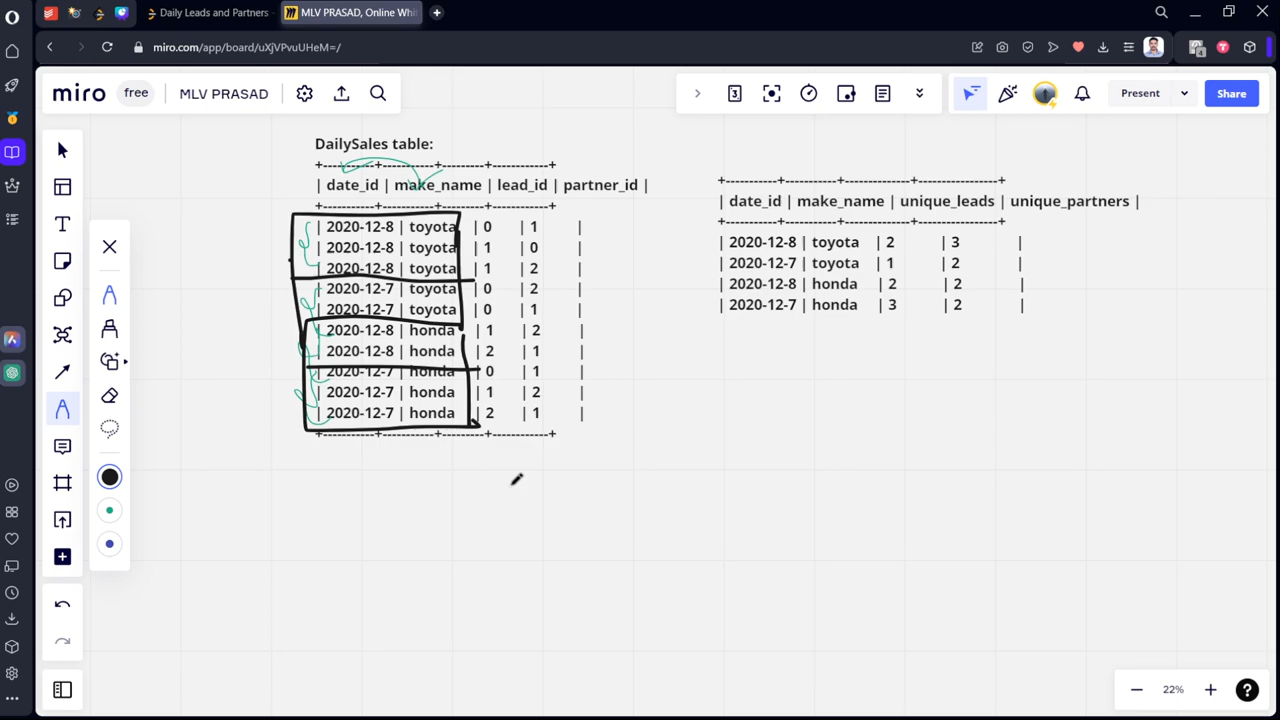 Daily Leads and Partners
MLV PRASAD, Online Whi
miro.com/app/board/uXjVPvuUHeM=/
miro free MLV PRASAD
3
Present
Share
DailySales table:
+-----------+------------+---------+------------+
| date_id | make_name | lead_id | partner_id |
+-----------+------------+---------+------------+
| 2020-12-8 | toyota | 0 | 1 |
| 2020-12-8 | toyota | 1 | 0 |
| 2020-12-8 | toyota | 1 | 2 |
| 2020-12-7 | toyota | 0 | 2 |
| 2020-12-7 | toyota | 0 | 1 |
| 2020-12-8 | honda | 1 | 2 |
| 2020-12-8 | honda | 2 | 1 |
| 2020-12-7 | honda | 0 | 1 |
| 2020-12-7 | honda | 1 | 2 |
| 2020-12-7 | honda | 2 | 1 |
+-----------+------------+---------+------------+
+-----------+-----------+--------------+-----------------+
| date_id | make_name | unique_leads | unique_partners |
+-----------+-----------+--------------+-----------------+
| 2020-12-8 | toyota | 2 | 3 |
| 2020-12-7 | toyota | 1 | 2 |
| 2020-12-8 | honda | 2 | 2 |
| 2020-12-7 | honda | 3 | 2 |
22%